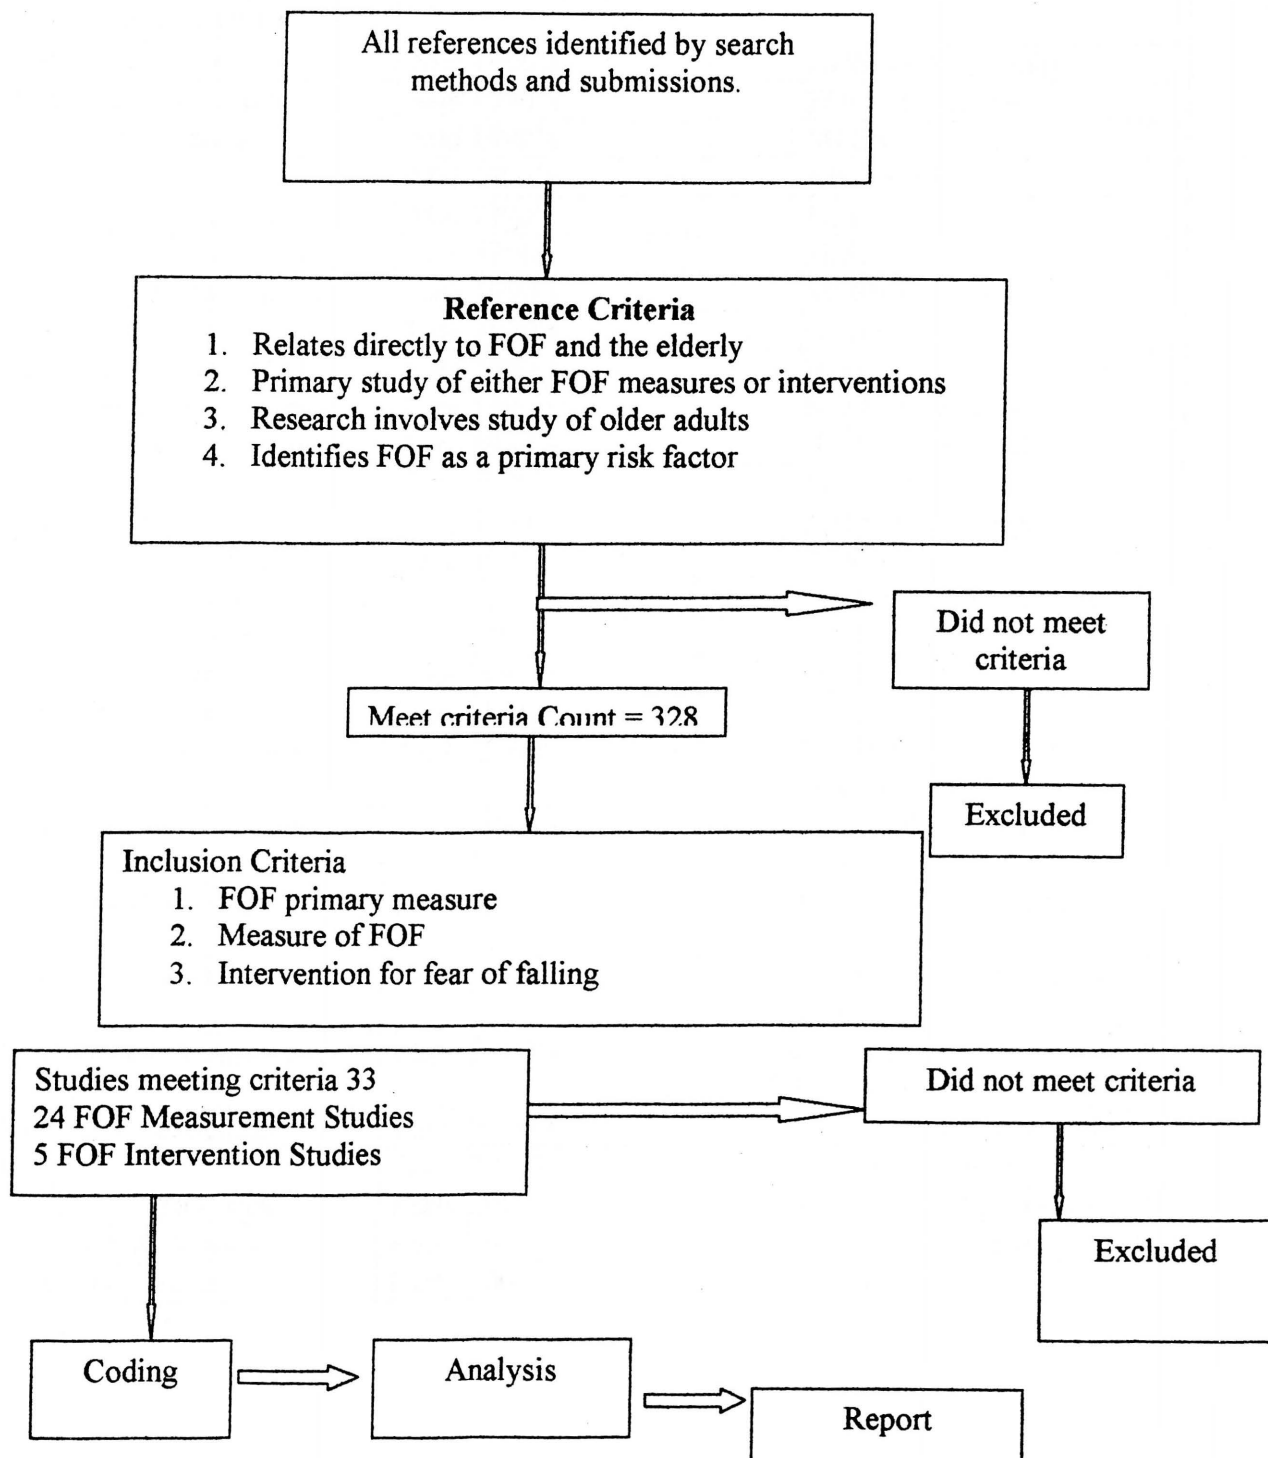 All references identified by search
methods and submissions.
Reference Criteria
1. Relates directly to FOF and the elderly
2. Primary study of either FOF measures or interventions
3. Research involves study of older adults
4. Identifies FOF as a primary risk factor
Did not meet
criteria
Meet criteria Count = 328
Excluded
Inclusion Criteria
1. FOF primary measure
2. Measure of FOF
3. Intervention for fear of falling
Studies meeting criteria 33
24 FOF Measurement Studies
5 FOF Intervention Studies
Did not meet criteria
Excluded
Coding
Analysis
Report